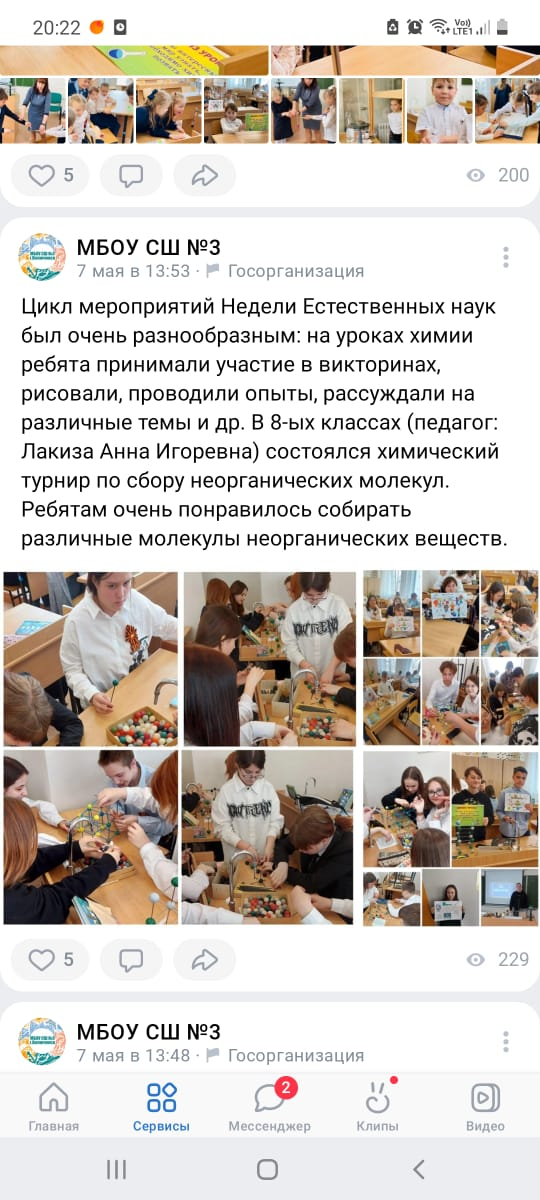 20:22
Vo)
LTE1
5
200
МБОУ СШ №3
7 мая в 13:53 · Госорганизация
Цикл мероприятий Недели Естественных наук
был очень разнообразным: на уроках химии
ребята принимали участие в викторинах,
рисовали, проводили опыты, рассуждали на
различные темы и др. В 8-ых классах (педагог:
Лакиза Анна Игоревна) состоялся химический
турнир по сбору неорганических молекул.
Ребятам очень понравилось собирать
различные молекулы неорганических веществ.
5
229
МБОУ СШ №3
7 мая в 13:48 · Госорганизация
2
Главная
Сервисы
Мессенджер
Клипы
Видео